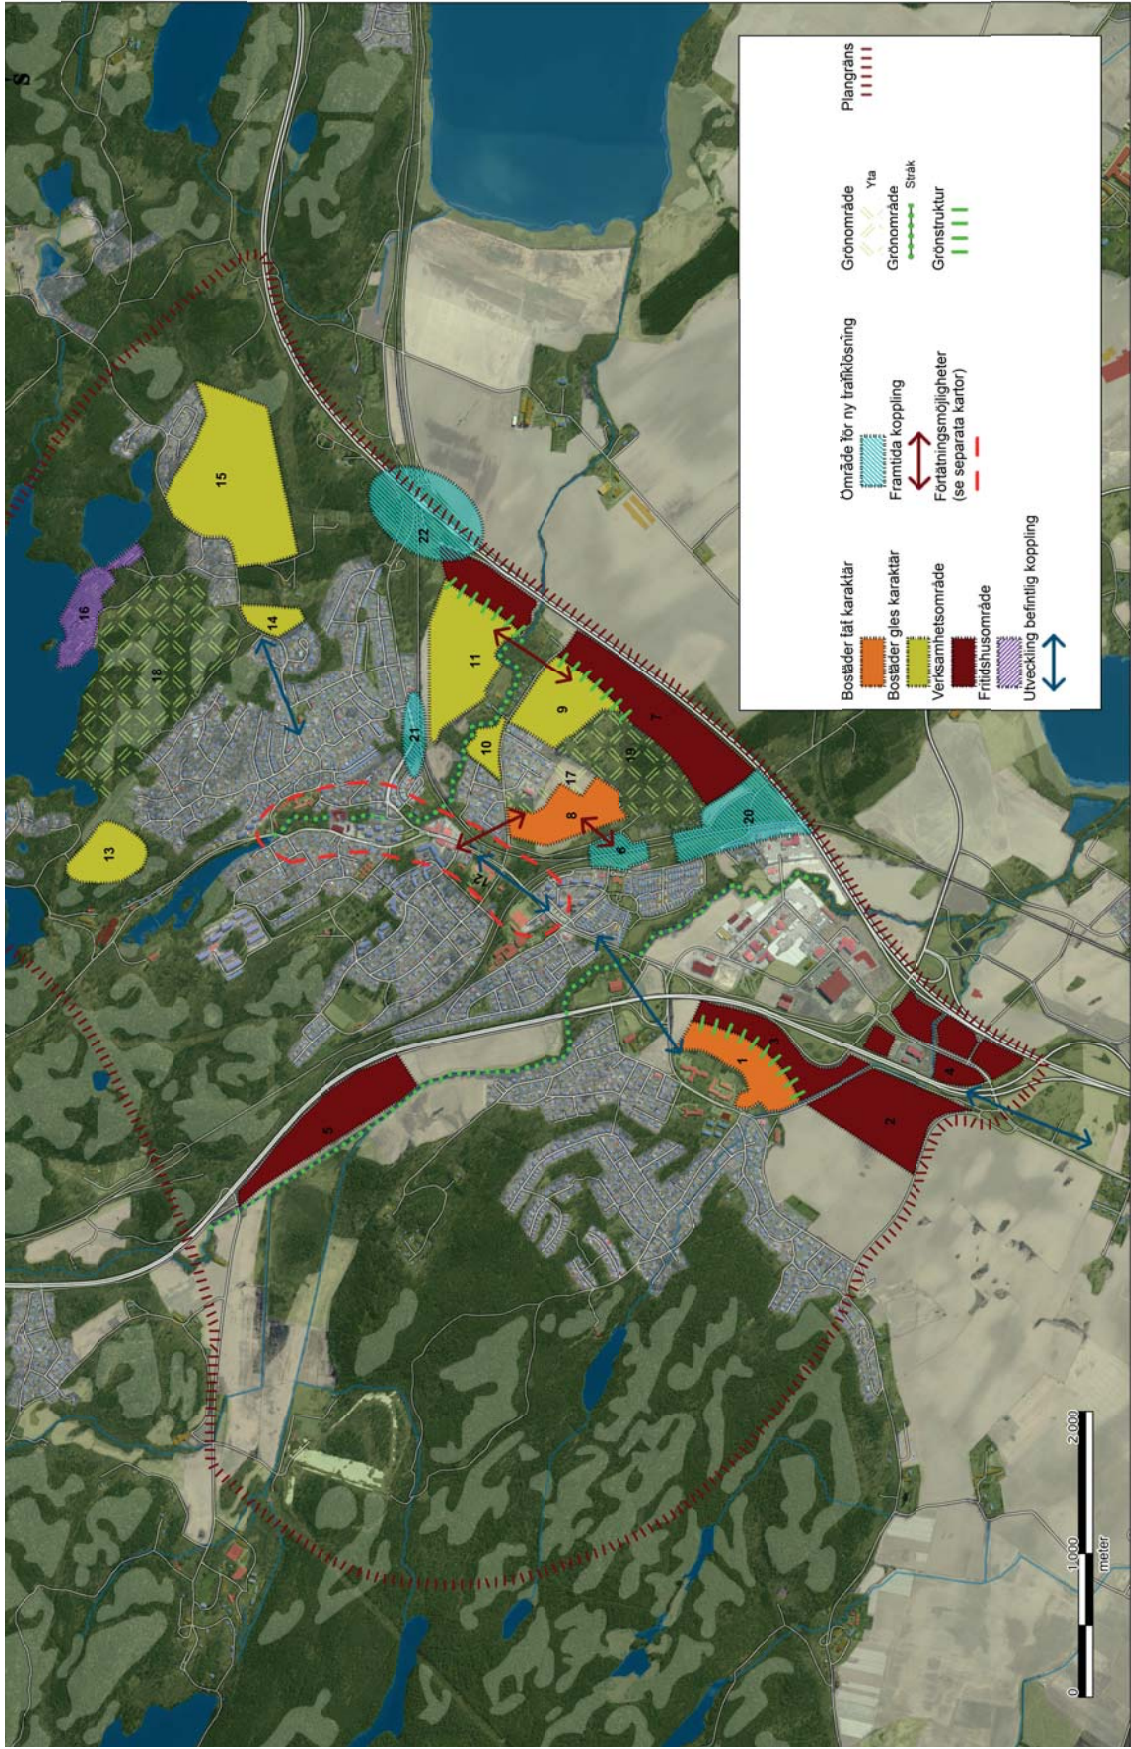 S
Bostäder tät karaktär
Bostäder gles karaktär
Verksamhetsområde
Fritidshusområde
Utveckling befintlig koppling
Område för ny trafiklösning
Framtida koppling
Förtätningsmöjligheter
(se separata kartor)
Grönområde
Yta
Grönområde
Stråk
Grönstruktur
Plangräns
1
2
3
4
5
6
7
8
9
10
11
12
13
14
15
16
17
18
19
20
21
22
0 1.000 2.000
meter